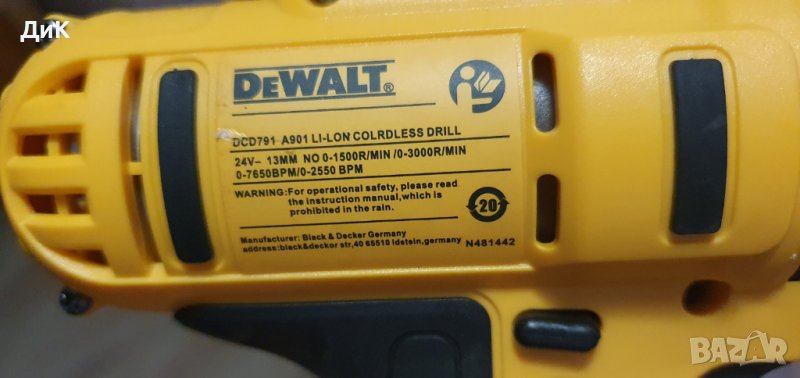 ДиК
DEWALT®
DCD791 A901 LI-LON COLRDLESS DRILL
24V– 13MM NO 0-1500R/MIN /0-3000R/MIN
0-7650BPM/0-2550 BPM
WARNING:For operational safety, please read
the instruction manual,which is
prohibited in the rain.
20
Manufacturer: Black & Decker Germany
address:black&deckor str,40 65510 Idstein,germany
N481442
BAZAR